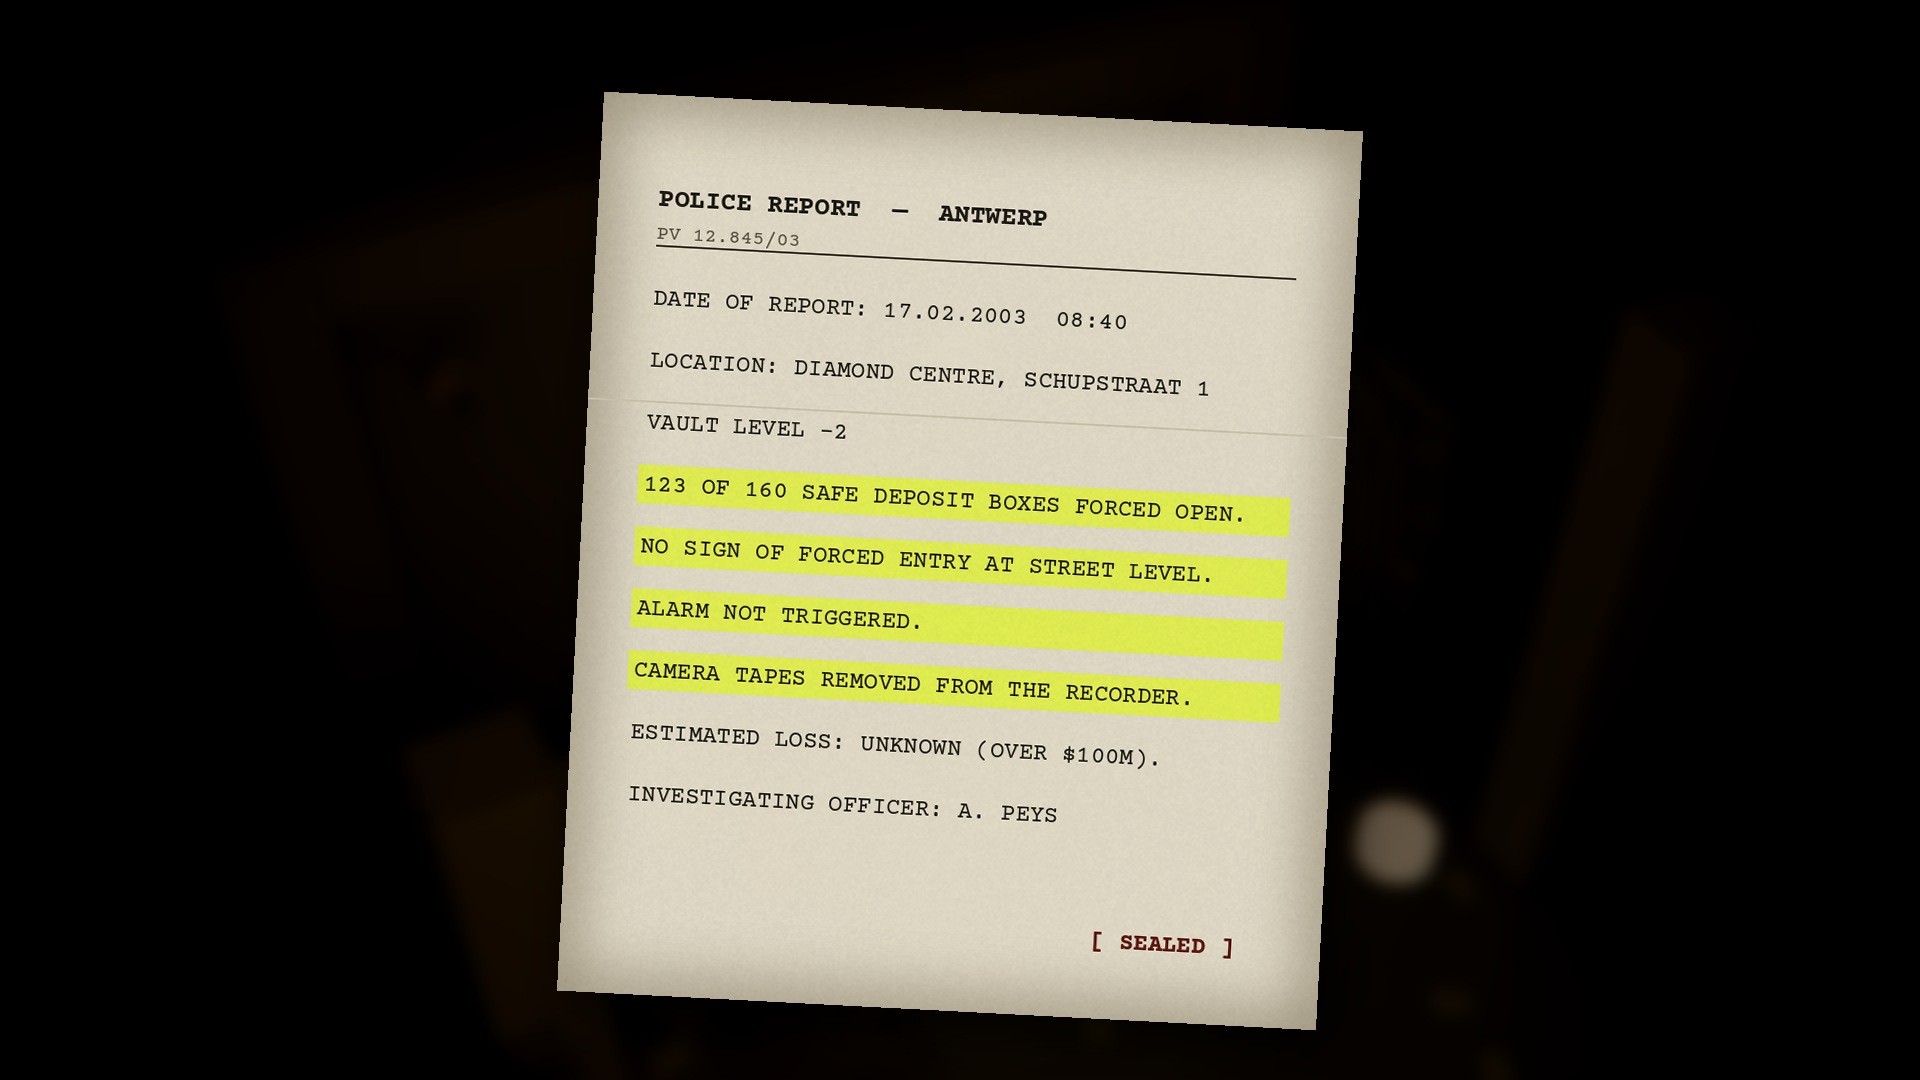 POLICE REPORT — ANTWERP
PV 12.845/03
DATE OF REPORT: 17.02.2003 08:40
LOCATION: DIAMOND CENTRE, SCHUPSTRAAT 1
VAULT LEVEL -2
123 OF 160 SAFE DEPOSIT BOXES FORCED OPEN.
NO SIGN OF FORCED ENTRY AT STREET LEVEL.
ALARM NOT TRIGGERED.
CAMERA TAPES REMOVED FROM THE RECORDER.
ESTIMATED LOSS: UNKNOWN (OVER $100M).
INVESTIGATING OFFICER: A. PEYS
[ SEALED ]